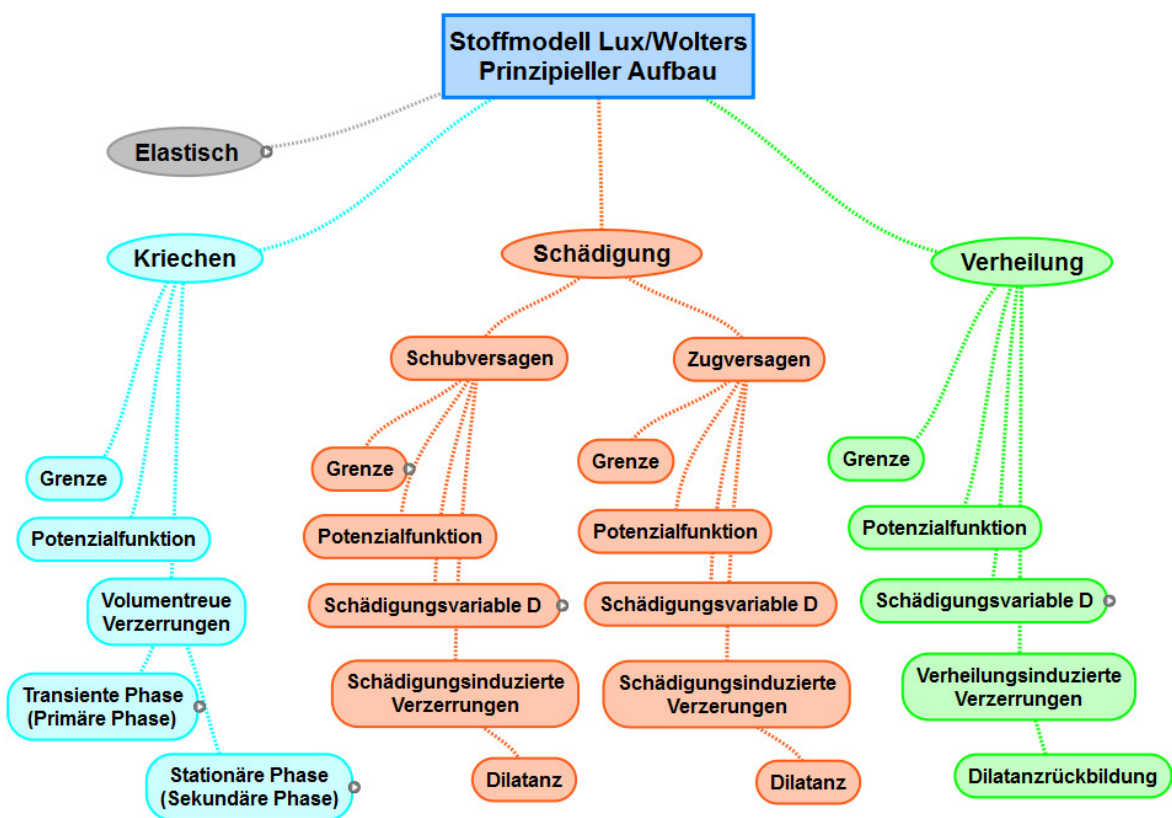 Stoffmodell Lux/Wolters
Prinzipieller Aufbau
Elastisch
Kriechen
Schädigung
Verheilung
Schubversagen
Zugversagen
Grenze
Potenzialfunktion
Volumentreue
Verzerrungen
Transiente Phase
(Primäre Phase)
Stationäre Phase
(Sekundäre Phase)
Grenze
Potenzialfunktion
Schädigungsvariable D
Schädigungsinduzierte
Verzerrungen
Dilatanz
Grenze
Potenzialfunktion
Schädigungsvariable D
Schädigungsinduzierte
Verzerungen
Dilatanz
Grenze
Potenzialfunktion
Schädigungsvariable D
Verheilungsinduzierte
Verzerrungen
Dilatanzrückbildung